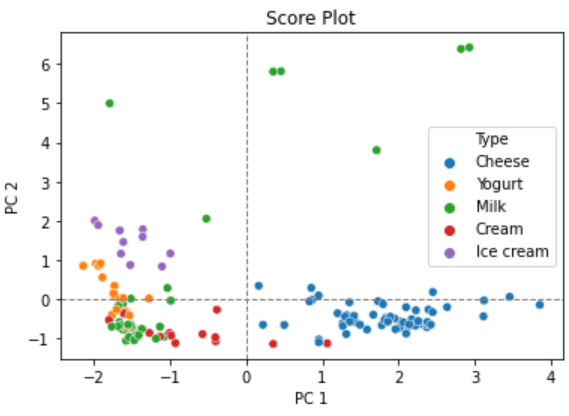 Score Plot
PC 2
6
5
4
3
2
1
0
−1
−2
−1
0
1
2
3
4
PC 1
Type
Cheese
Yogurt
Milk
Cream
Ice cream